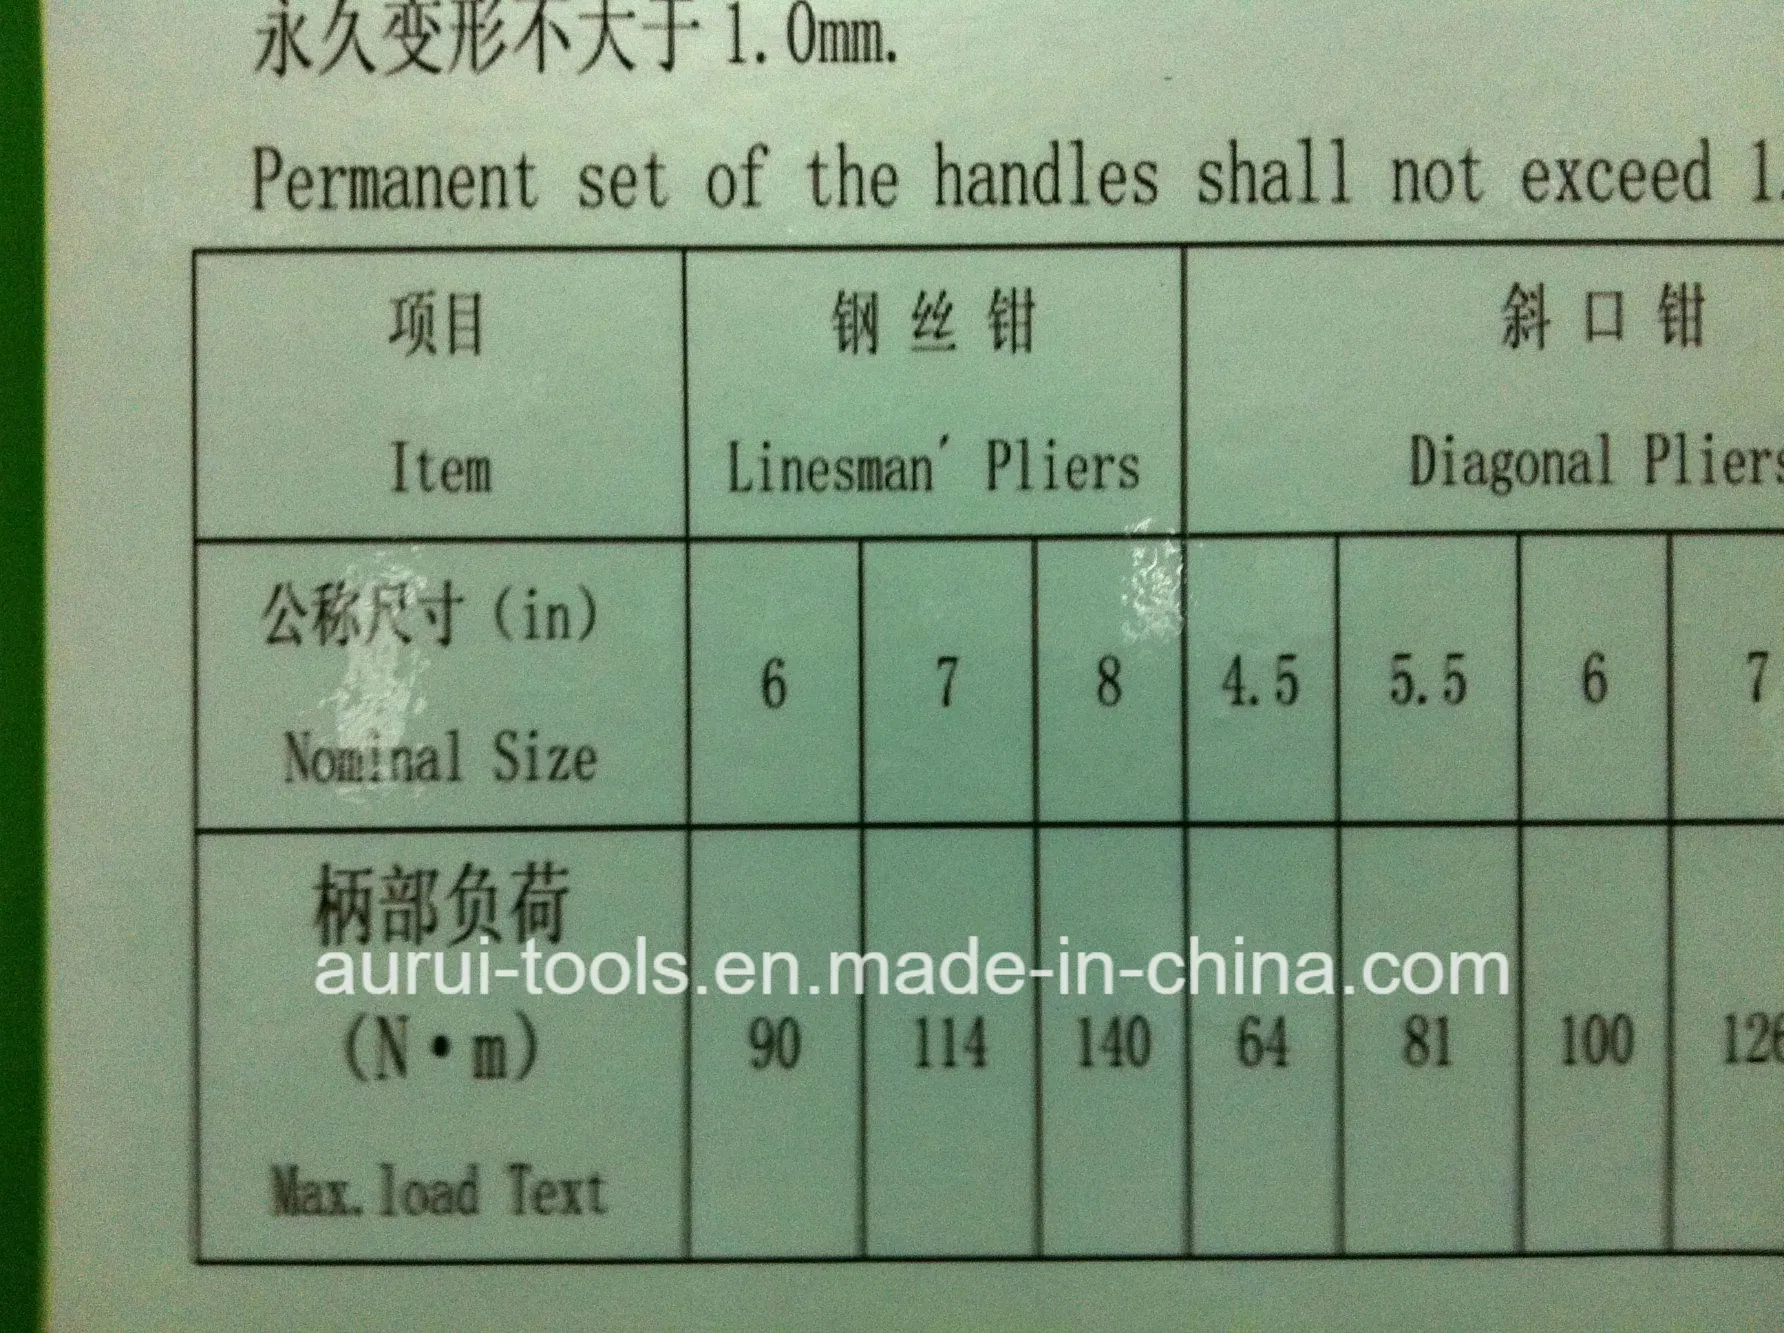 永久变形不大于1.0mm.
Permanent set of the handles shall not exceed 1.
项目 钢丝钳 斜口钳
Item Linesman' Pliers Diagonal Pliers
公称尺寸(in)
6 7 8 4.5 5.5 6 7
Nominal Size
柄部负荷
aurui-tools.en.made-in-china.com
(N·m) 90 114 140 64 81 100 126
Max.load Text